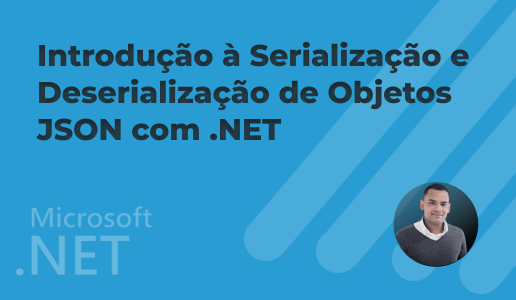 Introdução à Serialização e
Deserialização de Objetos
JSON com .NET
Microsoft
.NET